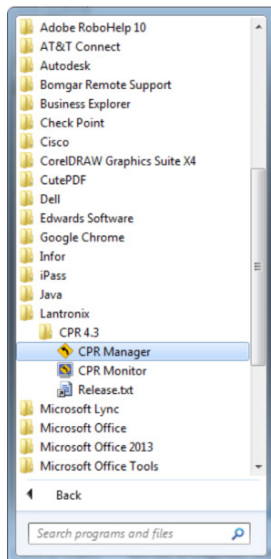 Adobe RoboHelp 10
AT&T Connect
Autodesk
Bomgar Remote Support
Business Explorer
Check Point
Cisco
CorelDRAW Graphics Suite X4
CutePDF
Dell
Edwards Software
Google Chrome
Infor
iPass
Java
Lantronix
CPR 4.3
CPR Manager
CPR Monitor
Release.txt
Microsoft Lync
Microsoft Office
Microsoft Office 2013
Microsoft Office Tools
Back
Search programs and files